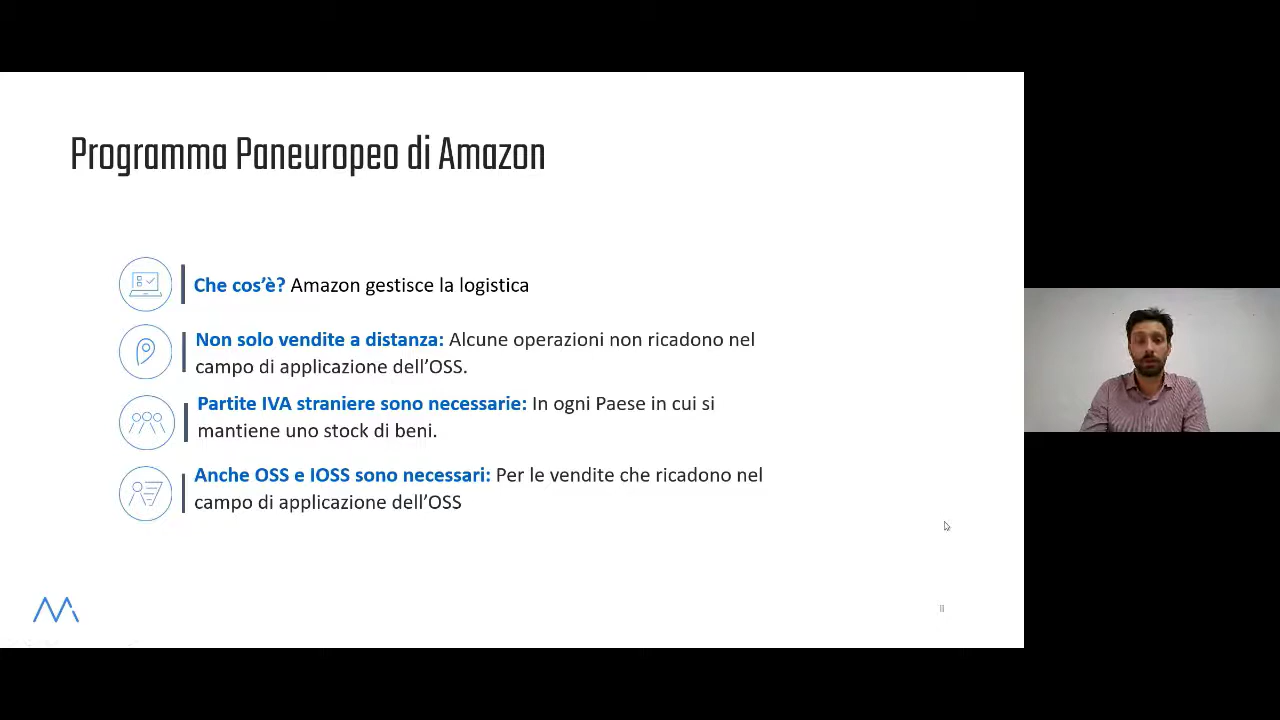 Programma Paneuropeo di Amazon
Che cos’è? Amazon gestisce la logistica
Non solo vendite a distanza: Alcune operazioni non ricadono nel
campo di applicazione dell’OSS.
Partite IVA straniere sono necessarie: In ogni Paese in cui si
mantiene uno stock di beni.
Anche OSS e IOSS sono necessari: Per le vendite che ricadono nel
campo di applicazione dell’OSS